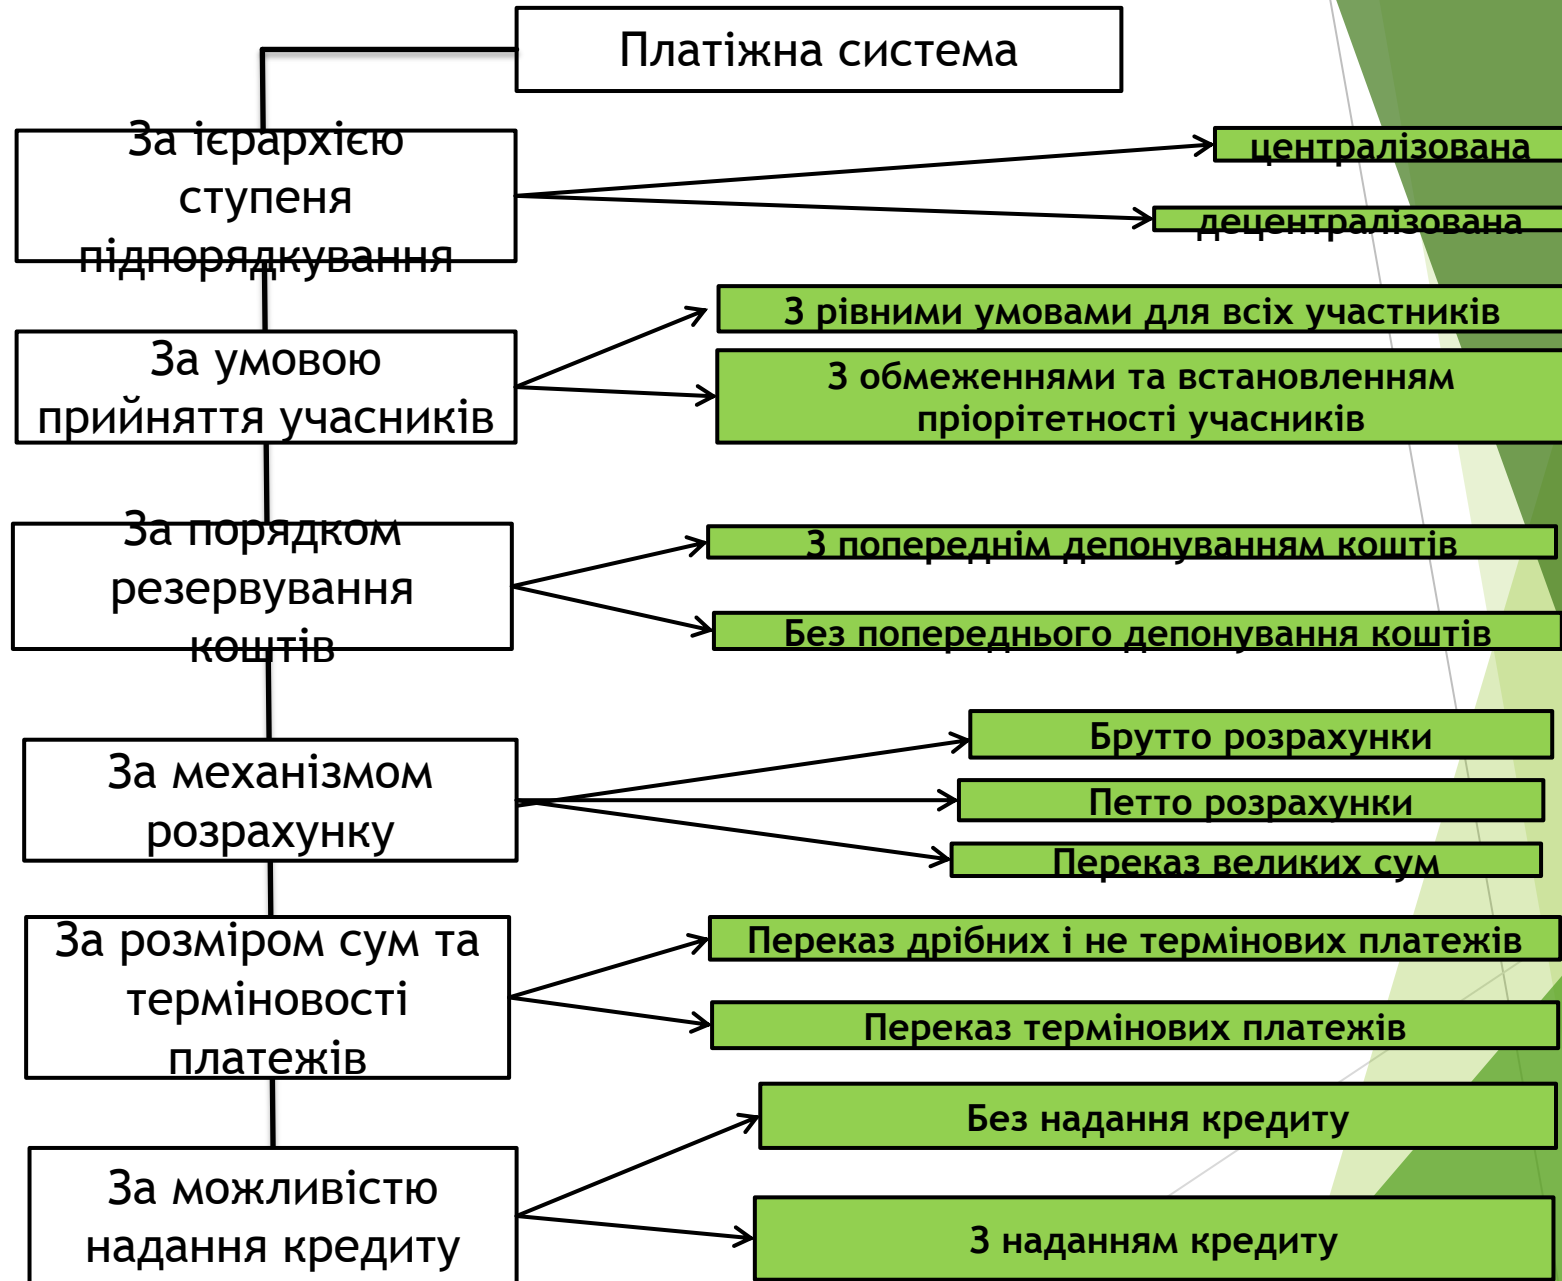 Платіжна система
За ієрархією
ступеня
підпорядкування
централізована
децентралізована
За умовою
прийняття учасників
З рівними умовами для всіх участників
З обмеженнями та встановленням
пріорітетності учасників
За порядком
резервування
коштів
З попереднім депонуванням коштів
Без попереднього депонування коштів
За механізмом
розрахунку
Брутто розрахунки
Петто розрахунки
Переказ великих сум
За розміром сум та
терміновості
платежів
Переказ дрібних і не термінових платежів
Переказ термінових платежів
За можливістю
надання кредиту
Без надання кредиту
З наданням кредиту